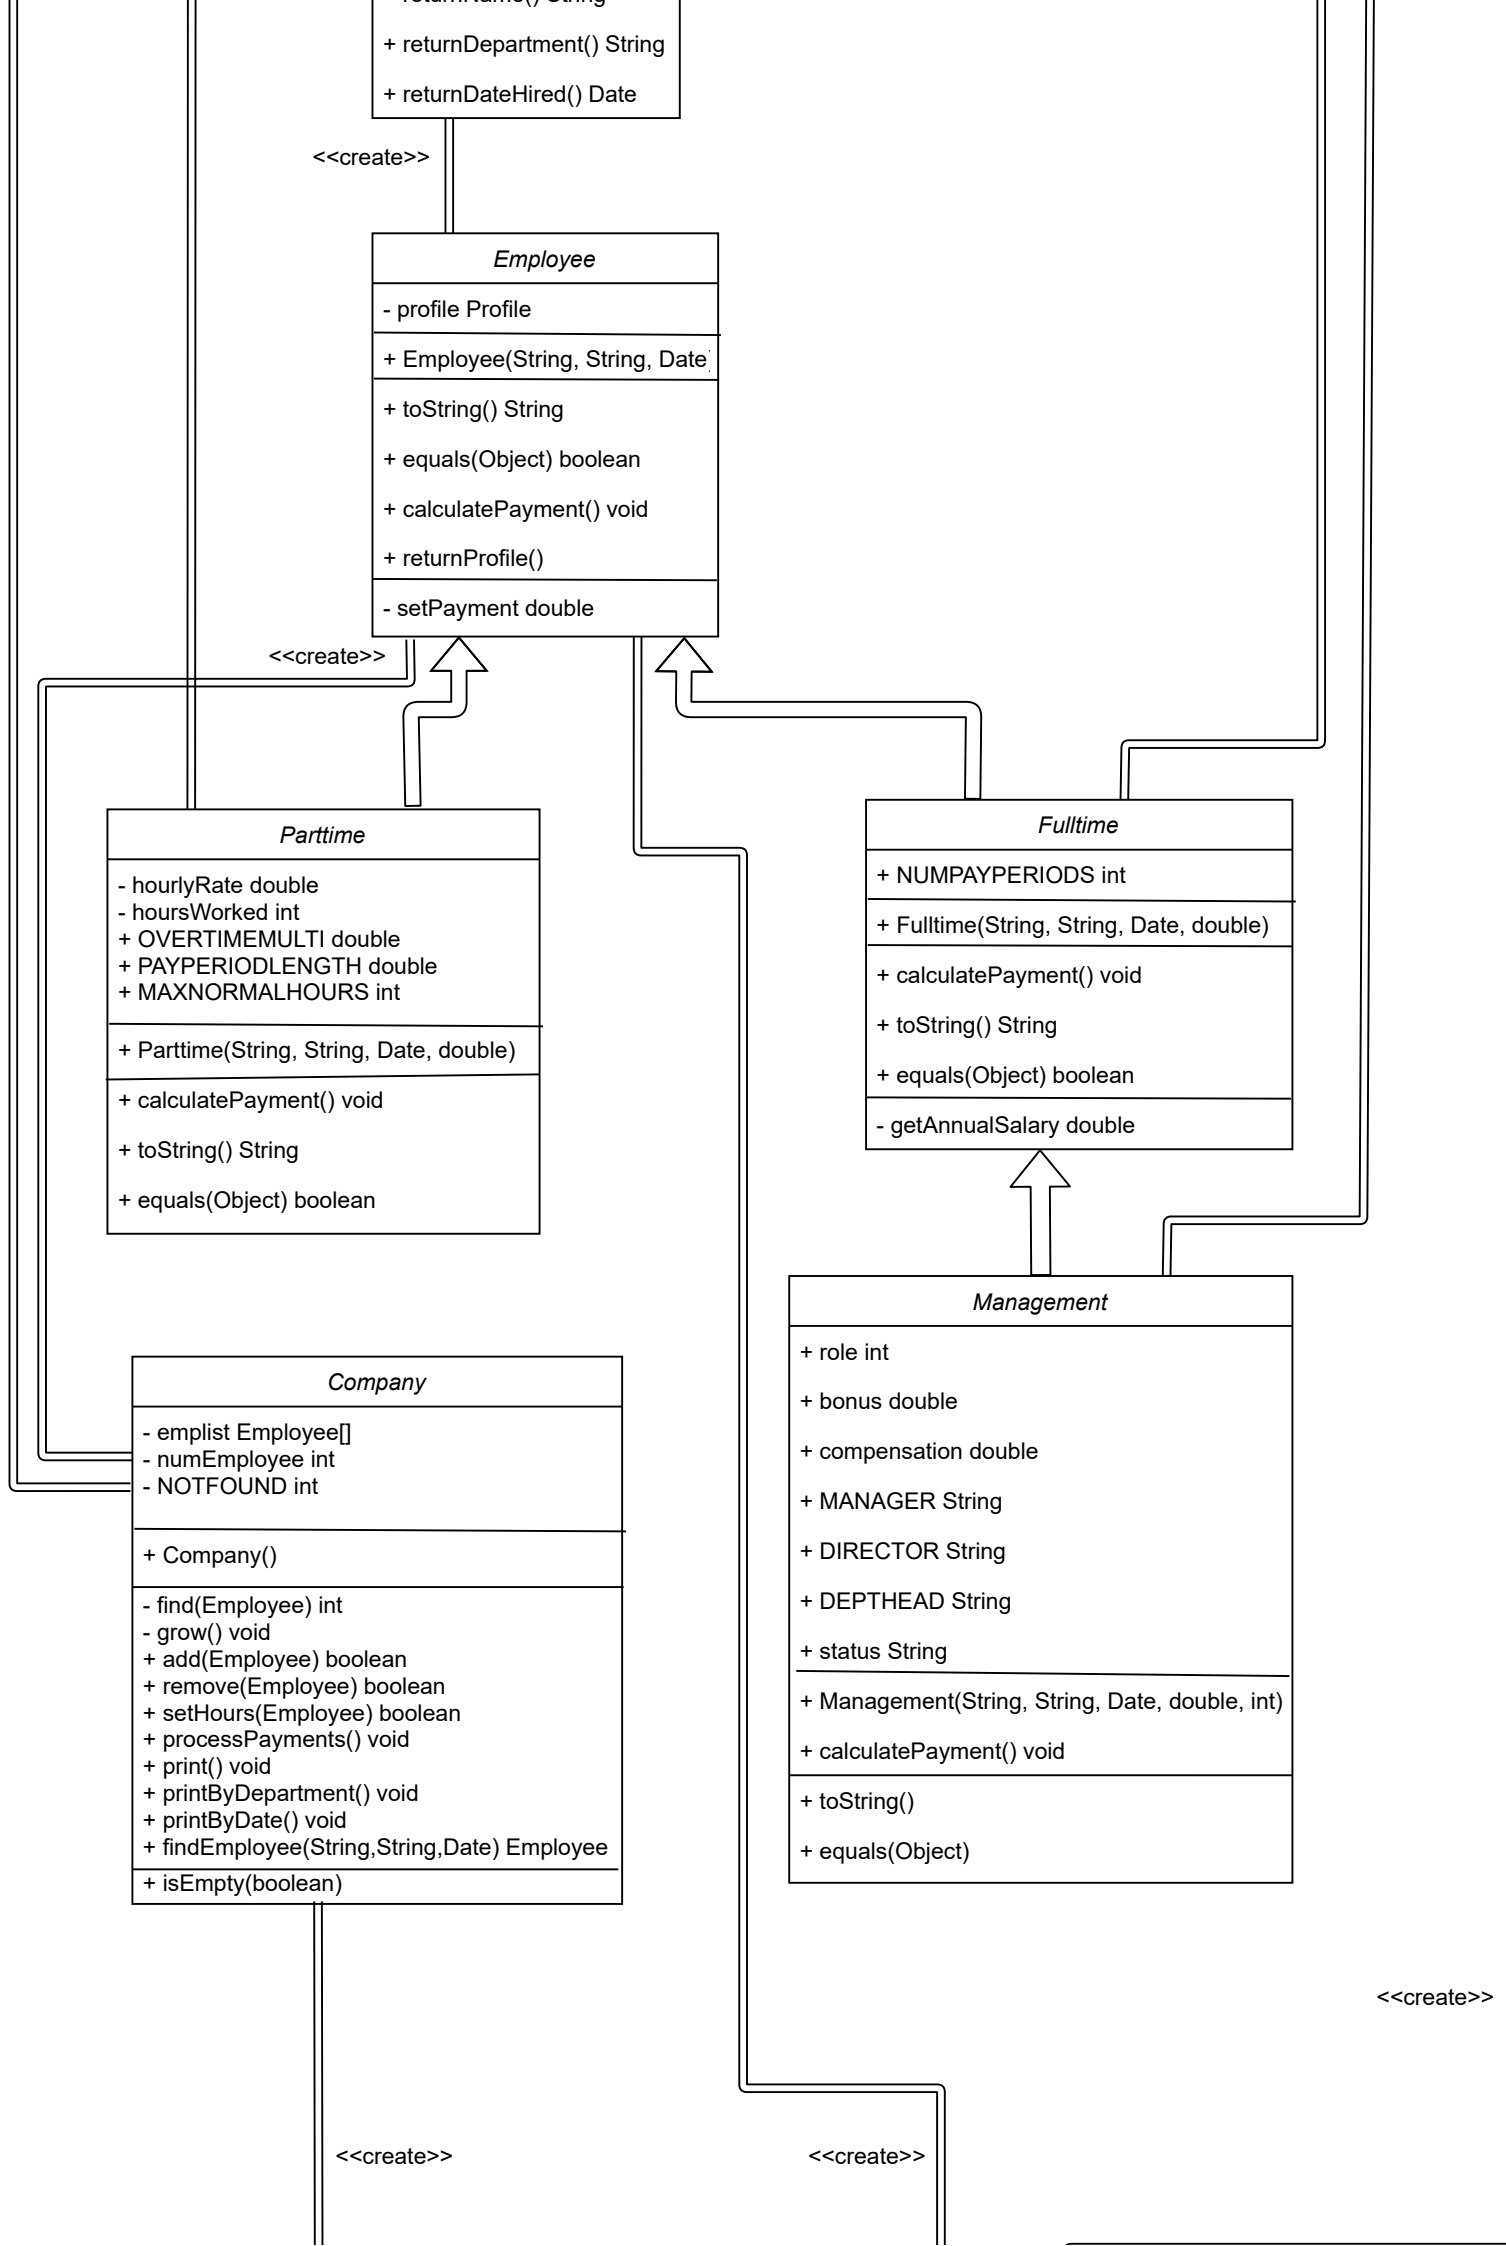 + returnDepartment() String
+ returnDateHired() Date
<<create>>
Employee
- profile Profile
+ Employee(String, String, Date)
+ toString() String
+ equals(Object) boolean
+ calculatePayment() void
+ returnProfile()
- setPayment double
<<create>>
Parttime
- hourlyRate double
- hoursWorked int
+ OVERTIMEMULTI double
+ PAYPERIODLENGTH double
+ MAXNORMALHOURS int
+ Parttime(String, String, Date, double)
+ calculatePayment() void
+ toString() String
+ equals(Object) boolean
Fulltime
+ NUMPAYPERIODS int
+ Fulltime(String, String, Date, double)
+ calculatePayment() void
+ toString() String
+ equals(Object) boolean
- getAnnualSalary double
Company
- emplist Employee[]
- numEmployee int
- NOTFOUND int
+ Company()
- find(Employee) int
- grow() void
+ add(Employee) boolean
+ remove(Employee) boolean
+ setHours(Employee) boolean
+ processPayments() void
+ print() void
+ printByDepartment() void
+ printByDate() void
+ findEmployee(String,String,Date) Employee
+ isEmpty(boolean)
Management
+ role int
+ bonus double
+ compensation double
+ MANAGER String
+ DIRECTOR String
+ DEPTHEAD String
+ status String
+ Management(String, String, Date, double, int)
+ calculatePayment() void
+ toString()
+ equals(Object)
<<create>>
<<create>>
<<create>>